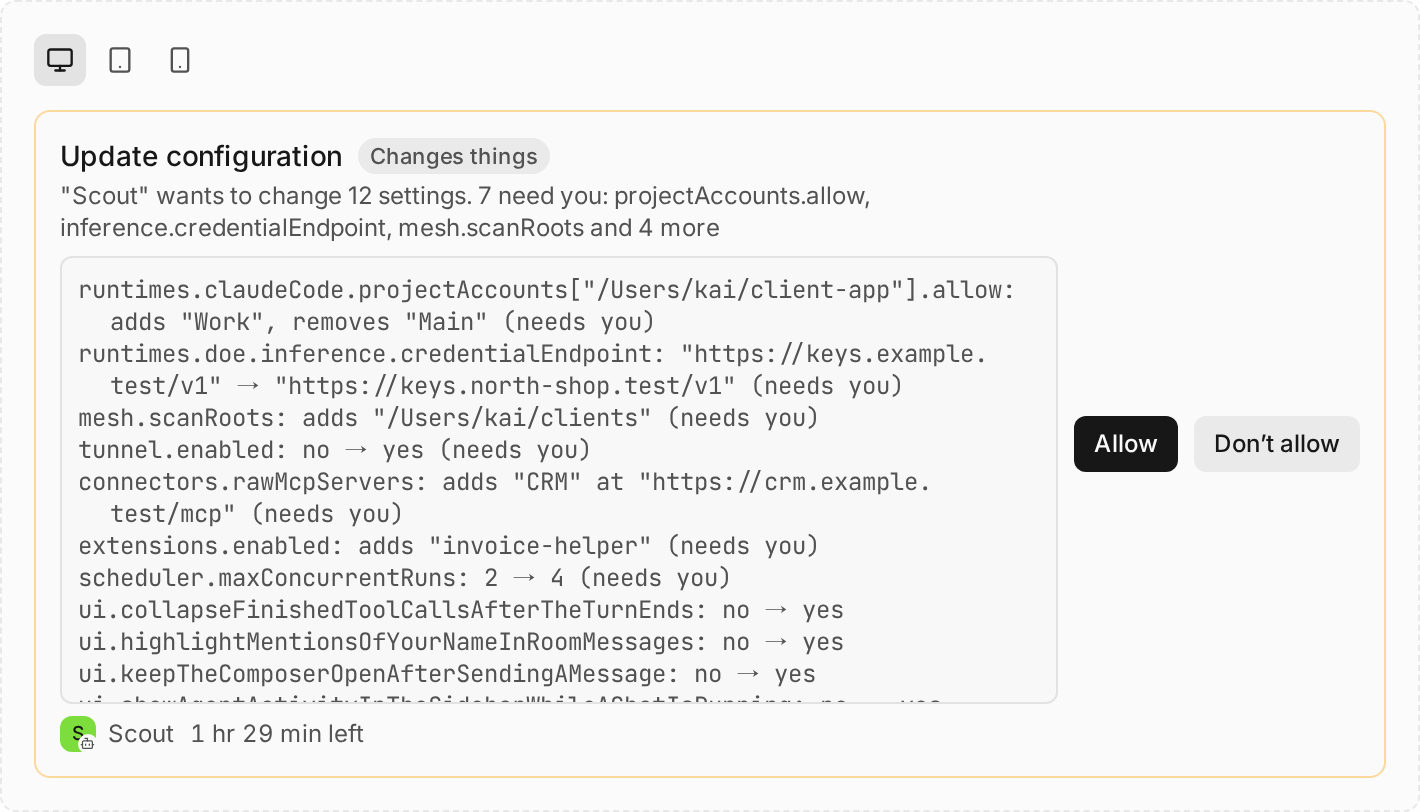 Update configuration
Changes things
"Scout" wants to change 12 settings. 7 need you: projectAccounts.allow,
inference.credentialEndpoint, mesh.scanRoots and 4 more
runtimes.claudeCode.projectAccounts["/Users/kai/client-app"].allow:
adds "Work", removes "Main" (needs you)
runtimes.doe.inference.credentialEndpoint: "https://keys.example.
test/v1" → "https://keys.north-shop.test/v1" (needs you)
mesh.scanRoots: adds "/Users/kai/clients" (needs you)
tunnel.enabled: no → yes (needs you)
connectors.rawMcpServers: adds "CRM" at "https://crm.example.
test/mcp" (needs you)
extensions.enabled: adds "invoice-helper" (needs you)
scheduler.maxConcurrentRuns: 2 → 4 (needs you)
ui.collapseFinishedToolCallsAfterTheTurnEnds: no → yes
ui.highlightMentionsOfYourNameInRoomMessages: no → yes
ui.keepTheComposerOpenAfterSendingAMessage: no → yes
ui.showAgentActivityInTheSidebarWhileAChatIsRunning: no → yes
Allow
Don’t allow
S
Scout 1 hr 29 min left